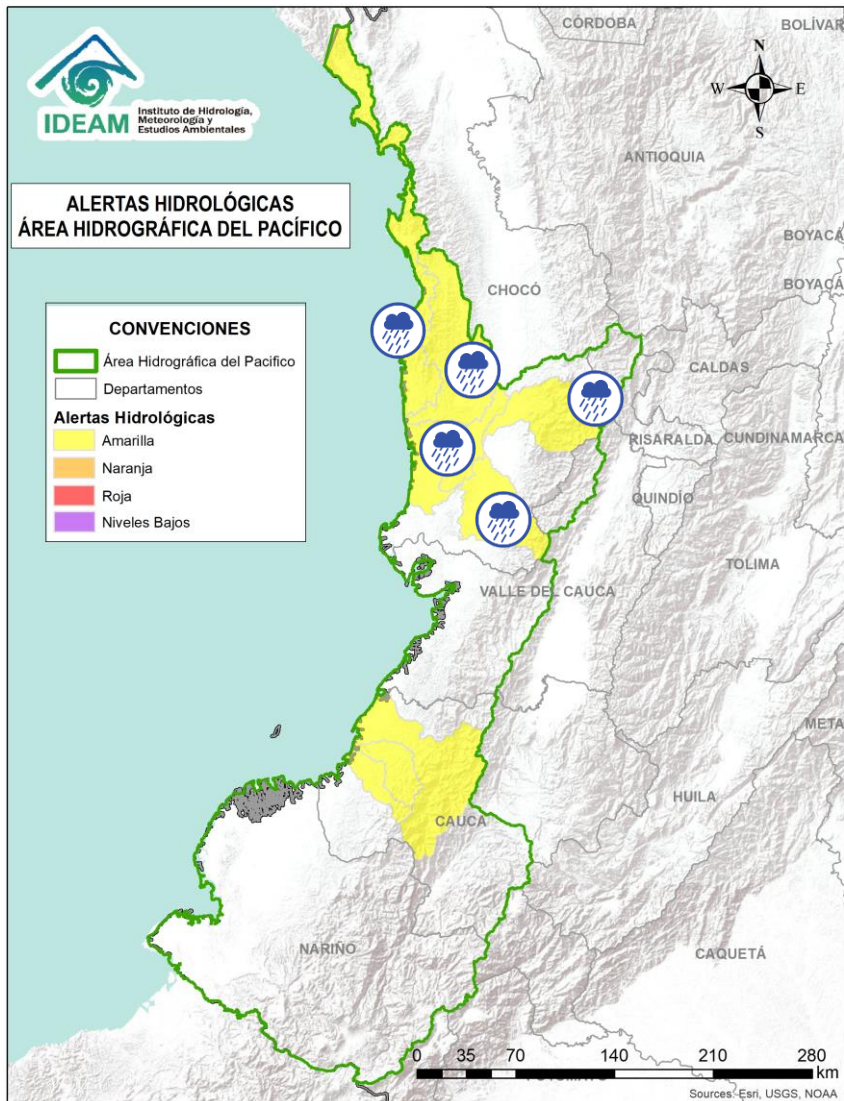 IDEAM
Instituto de Hidrología,
Meteorología y
Estudios Ambientales
ALERTAS HIDROLÓGICAS
ÁREA HIDROGRÁFICA DEL PACÍFICO
CONVENCIONES
Área Hidrográfica del Pacifico
Departamentos
Alertas Hidrológicas
Amarilla
Naranja
Roja
Niveles Bajos
N
W E
S
CÓRDOBA
BOLÍVAR
ANTIOQUIA
BOYACÁ
BOYACÁ
CHOCÓ
CALDAS
RISARALDA
CUNDINAMARCA
QUINDÍO
TOLIMA
VALLE DEL CAUCA
META
HUILA
CAUCA
NARIÑO
CAQUETÁ
0 35 70 140 210 280
km
Sources: Esri, USGS, NOAA